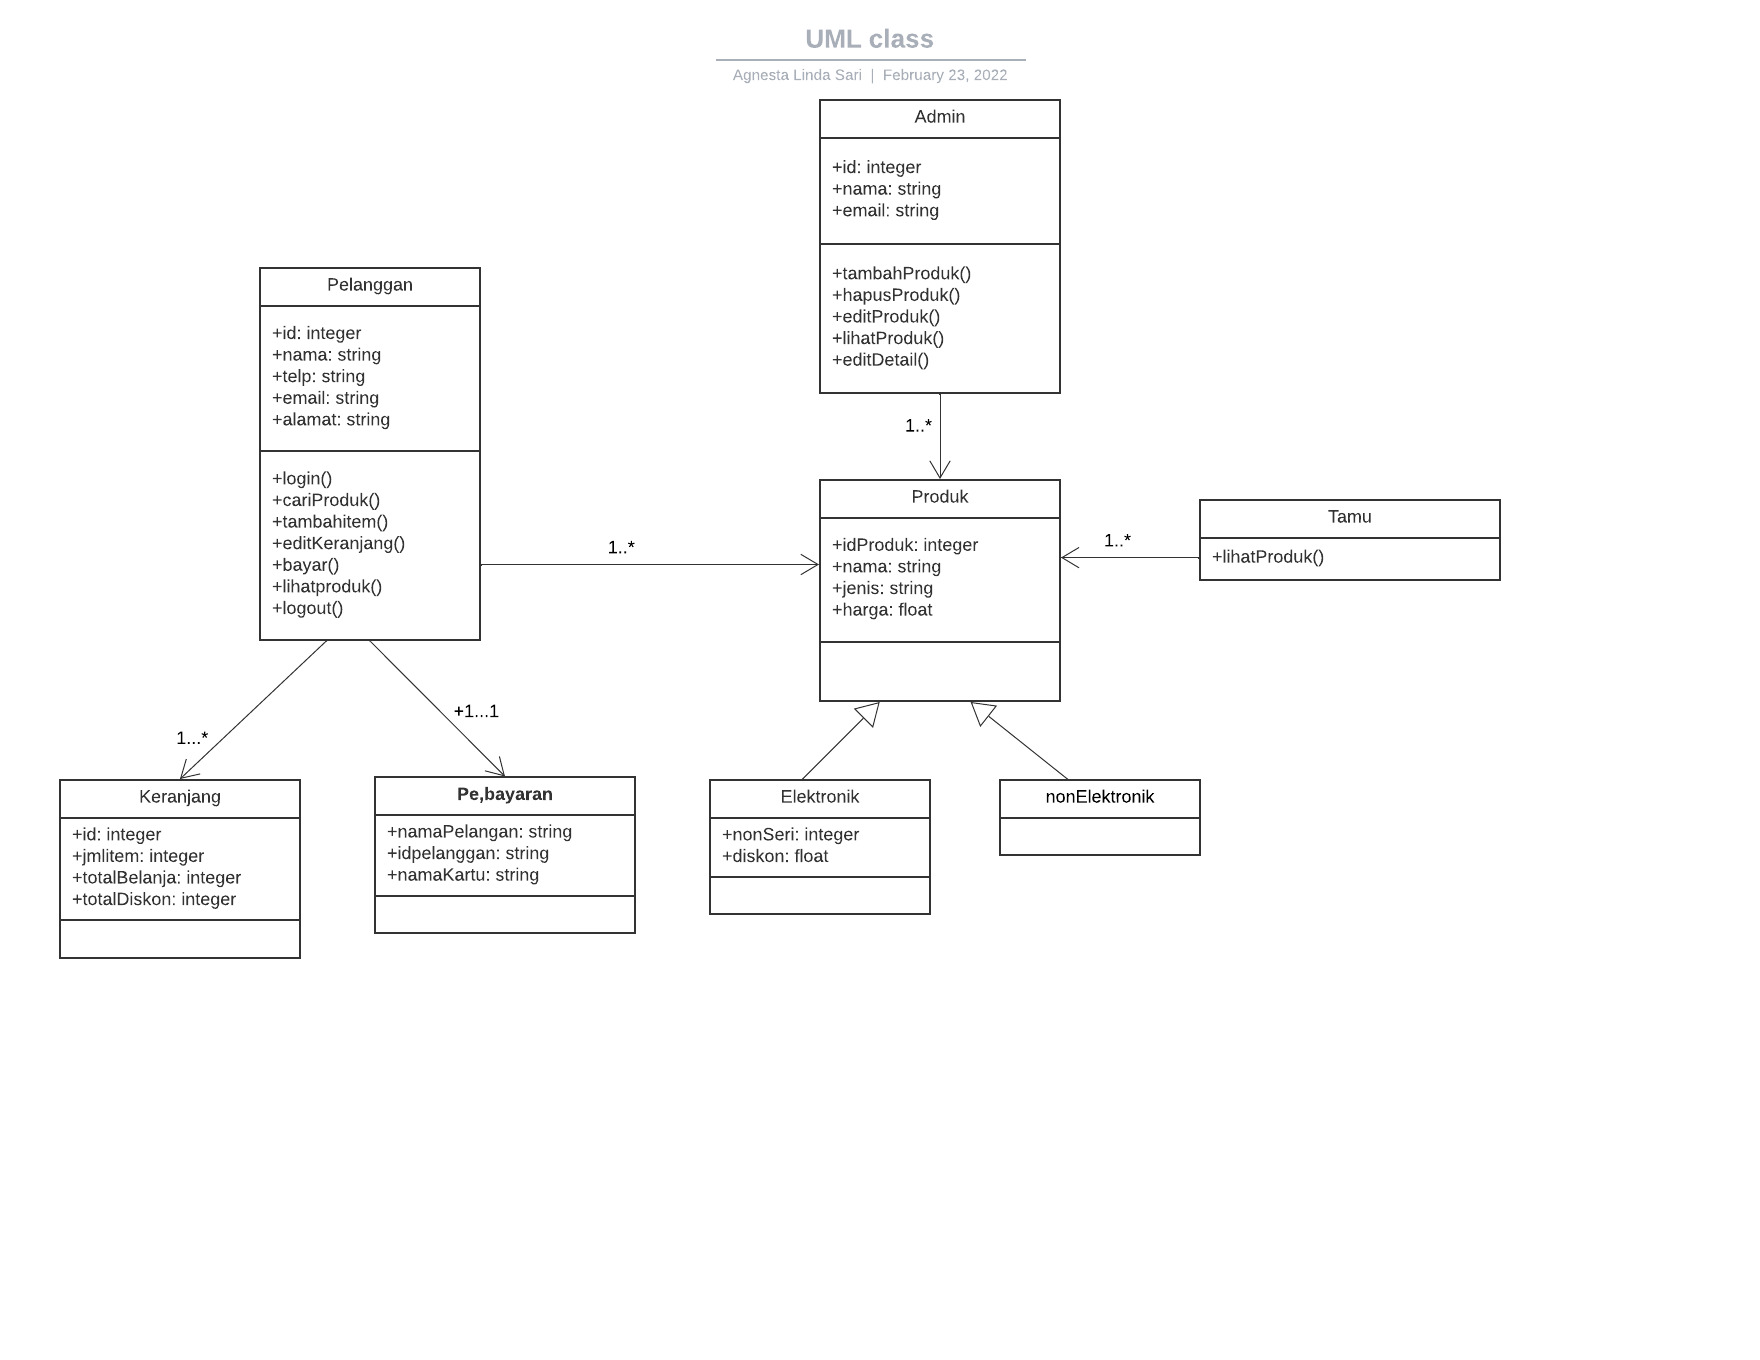 UML class
Agnesta Linda Sari | February 23, 2022
Admin
+id: integer
+nama: string
+email: string
+tambahProduk()
+hapusProduk()
+editProduk()
+lihatProduk()
+editDetail()
Pelanggan
+id: integer
+nama: string
+telp: string
+email: string
+alamat: string
+login()
+cariProduk()
+tambahitem()
+editKeranjang()
+bayar()
+lihatproduk()
+logout()
1..*
1..*
Produk
+idProduk: integer
+nama: string
+jenis: string
+harga: float
1..*
Tamu
+lihatProduk()
1...*
+1...1
Keranjang
+id: integer
+jmlitem: integer
+totalBelanja: integer
+totalDiskon: integer
Pe,bayaran
+namaPelangan: string
+idpelanggan: string
+namaKartu: string
Elektronik
+nonSeri: integer
+diskon: float
nonElektronik